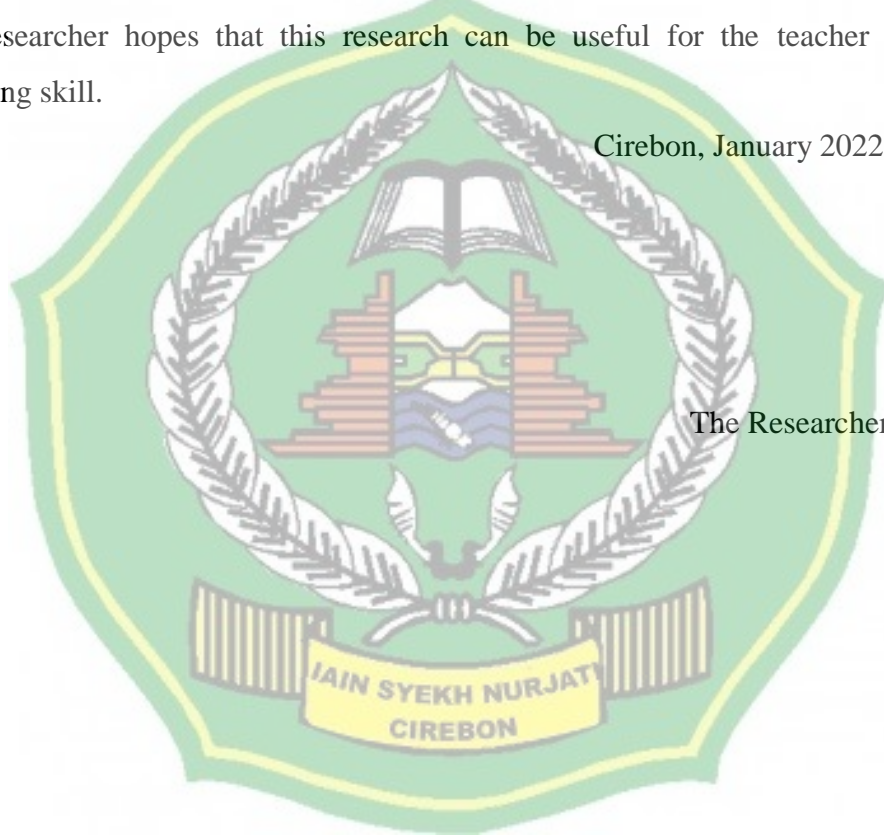 esearcher hopes that this research can be useful for the teacher
ng skill.
Cirebon, January 2022
The Researcher
IAIN SYEKH NURJATI
CIREBON